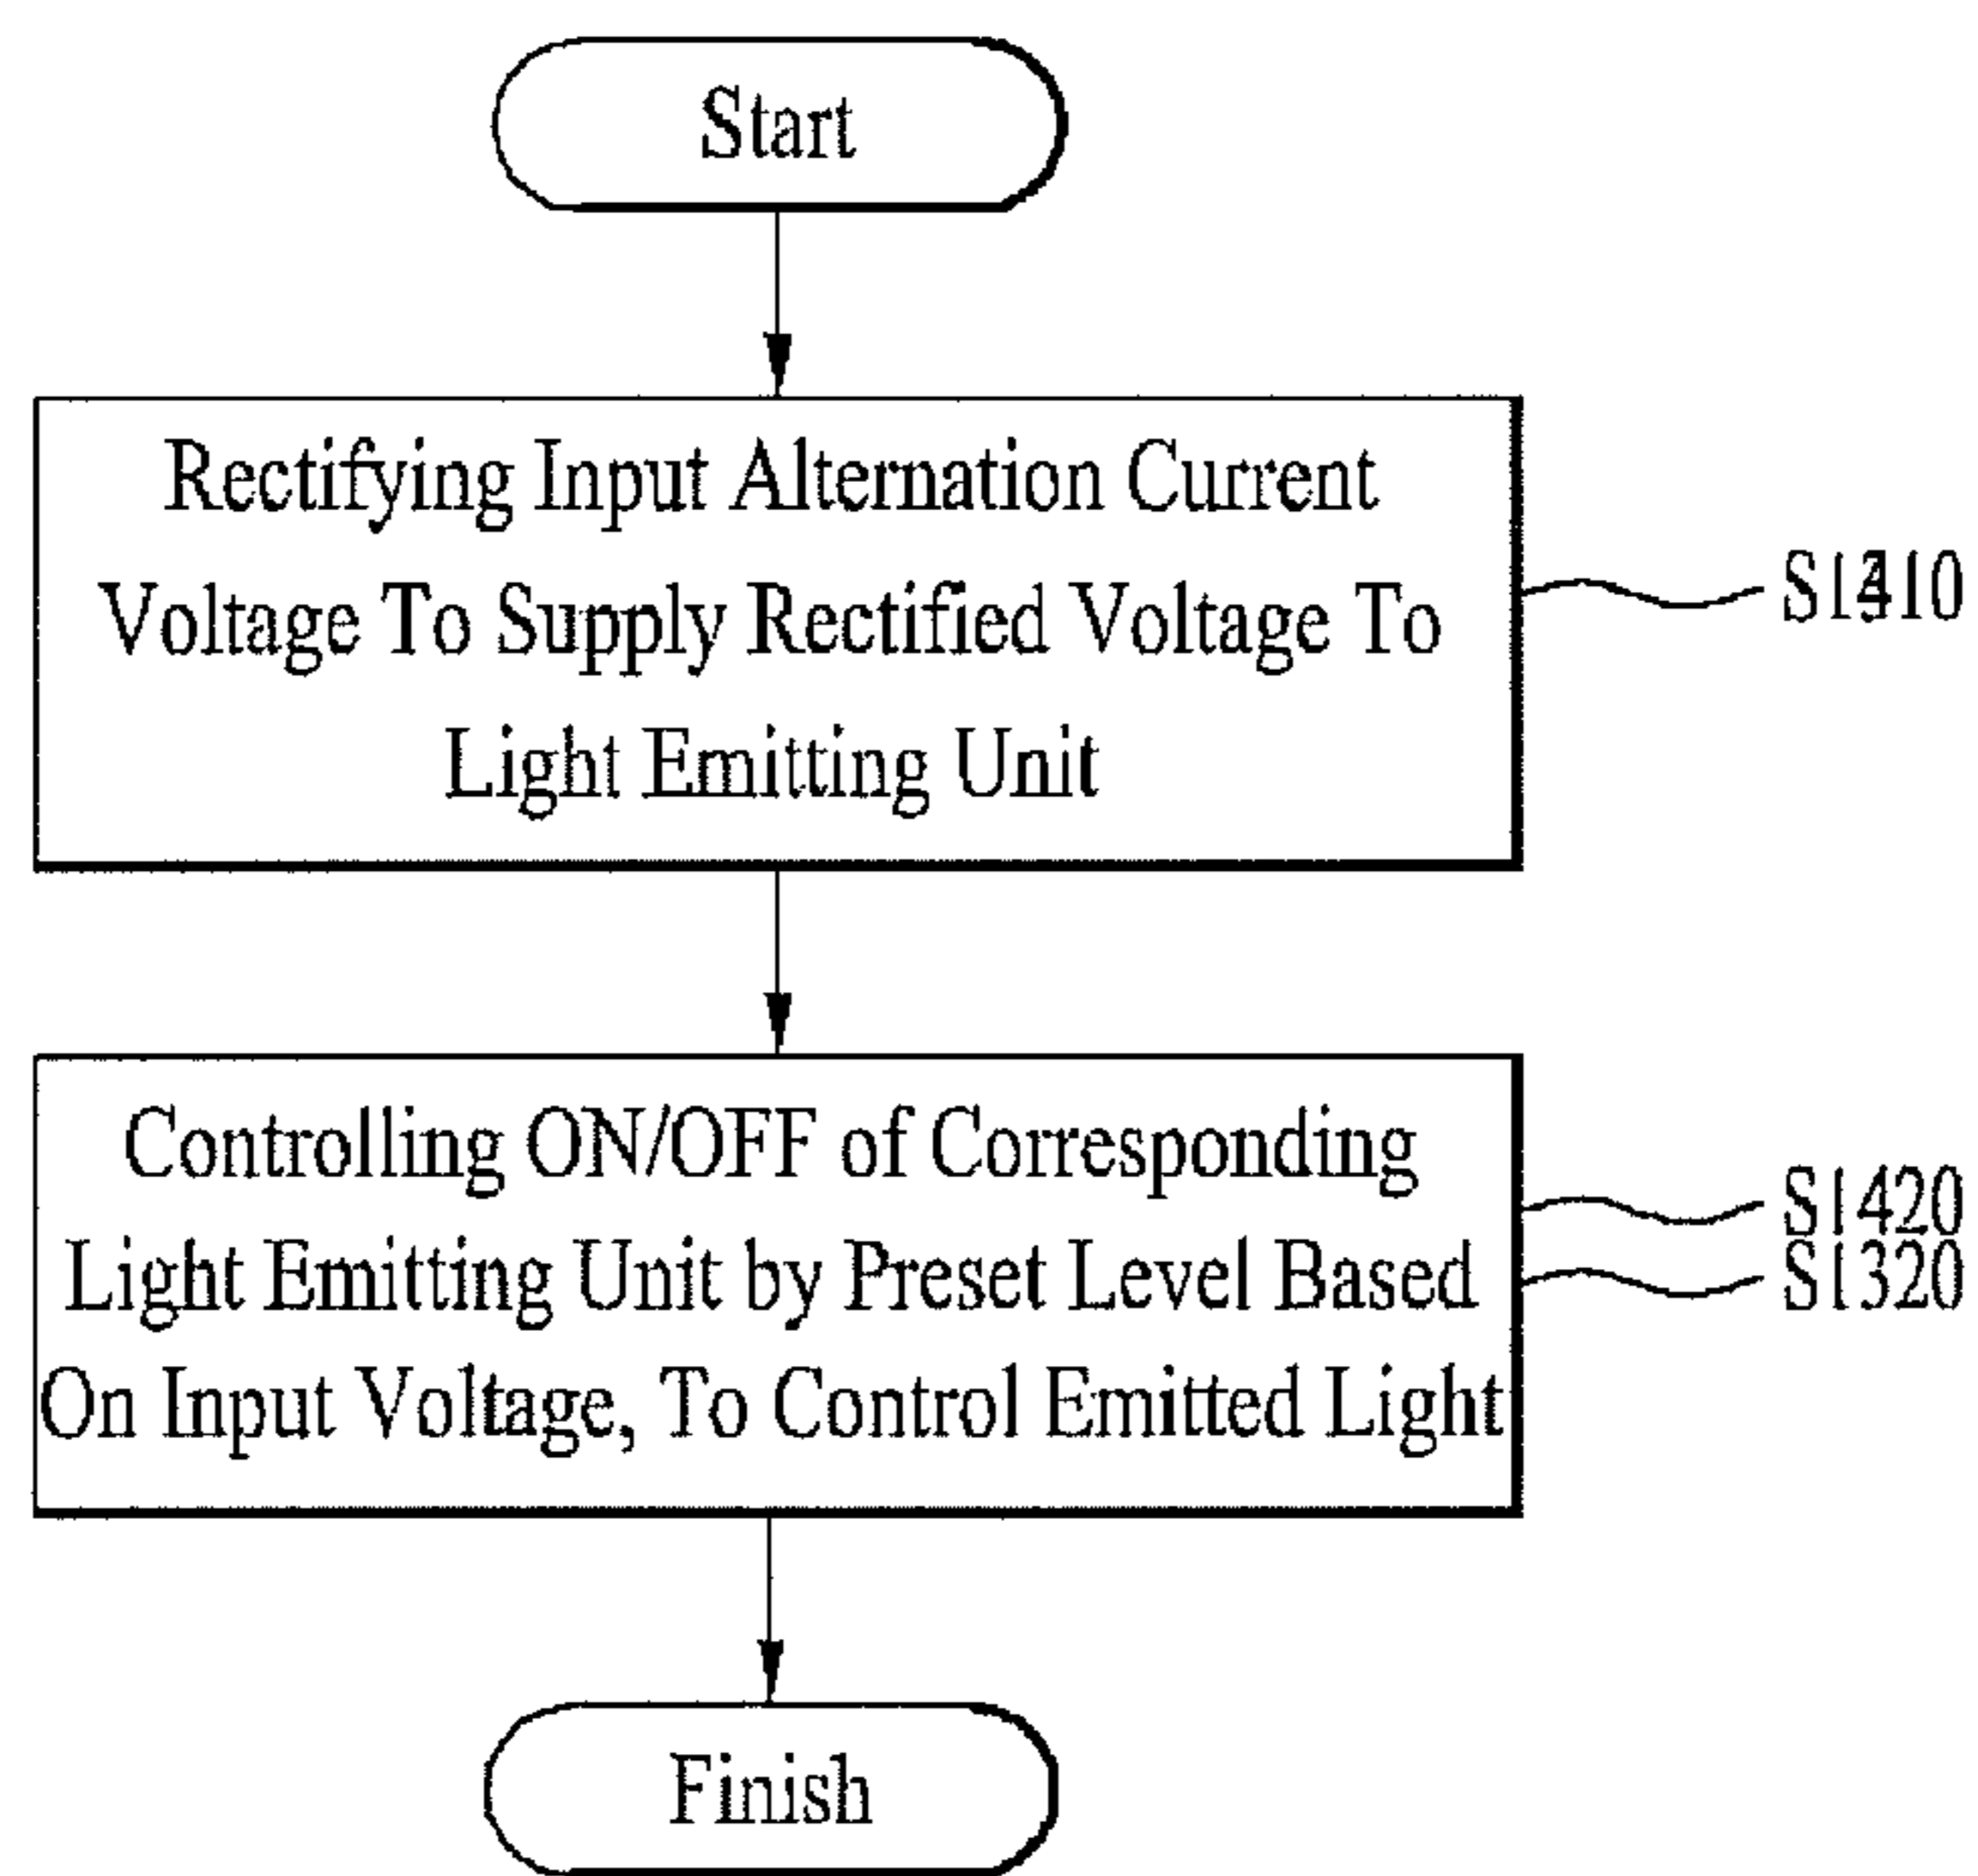 Start
Rectifying Input Alternation Current
Voltage To Supply Rectified Voltage To
Light Emitting Unit
Controlling ON/OFF of Corresponding
Light Emitting Unit by Preset Level Based
On Input Voltage, To Control Emitted Light
S1420
S1320
Finish